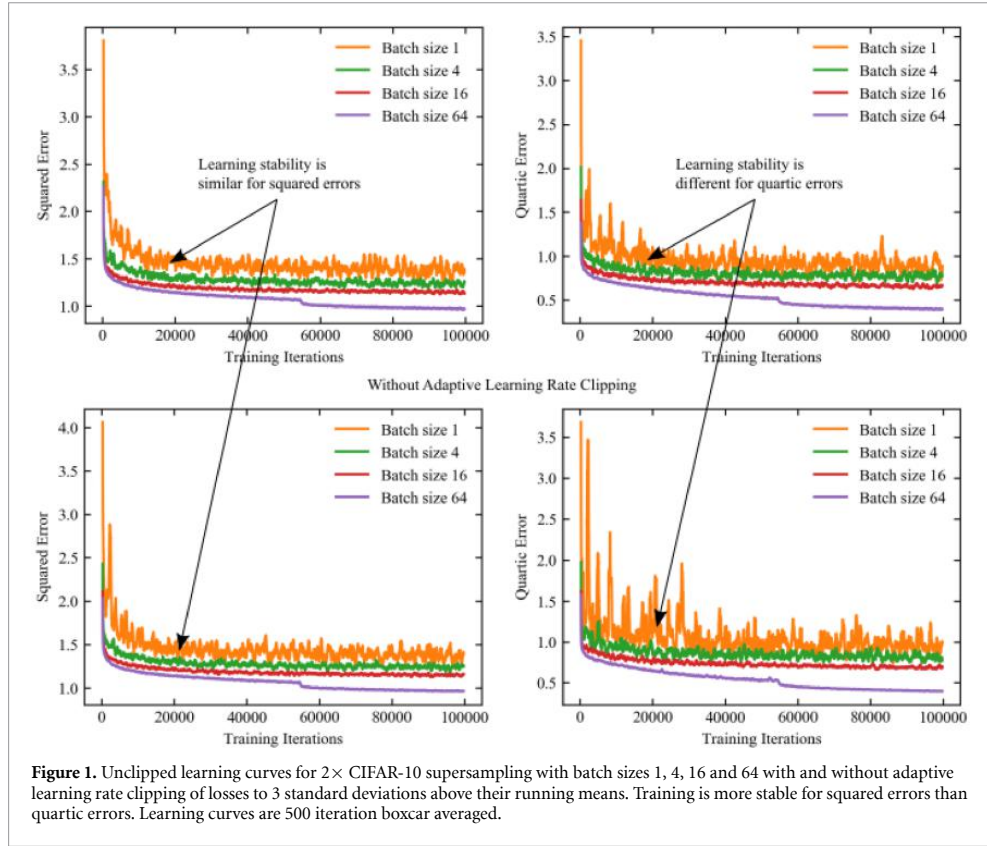 3.5
3.0
2.5
2.0
1.5
1.0
Squared Error
Batch size 1
Batch size 4
Batch size 16
Batch size 64
Learning stability is
similar for squared errors
0
20000
40000
60000
80000
100000
Training Iterations
3.5
3.0
2.5
2.0
1.5
1.0
0.5
Quartic Error
Batch size 1
Batch size 4
Batch size 16
Batch size 64
Learning stability is
different for quartic errors
0
20000
40000
60000
80000
100000
Training Iterations
Without Adaptive Learning Rate Clipping
4.0
3.5
3.0
2.5
2.0
1.5
1.0
Squared Error
Batch size 1
Batch size 4
Batch size 16
Batch size 64
0
20000
40000
60000
80000
100000
Training Iterations
3.5
3.0
2.5
2.0
1.5
1.0
0.5
Quartic Error
Batch size 1
Batch size 4
Batch size 16
Batch size 64
0
20000
40000
60000
80000
100000
Training Iterations
Figure 1. Unclipped learning curves for 2× CIFAR-10 supersampling with batch sizes 1, 4, 16 and 64 with and without adaptive
learning rate clipping of losses to 3 standard deviations above their running means. Training is more stable for squared errors than
quartic errors. Learning curves are 500 iteration boxcar averaged.